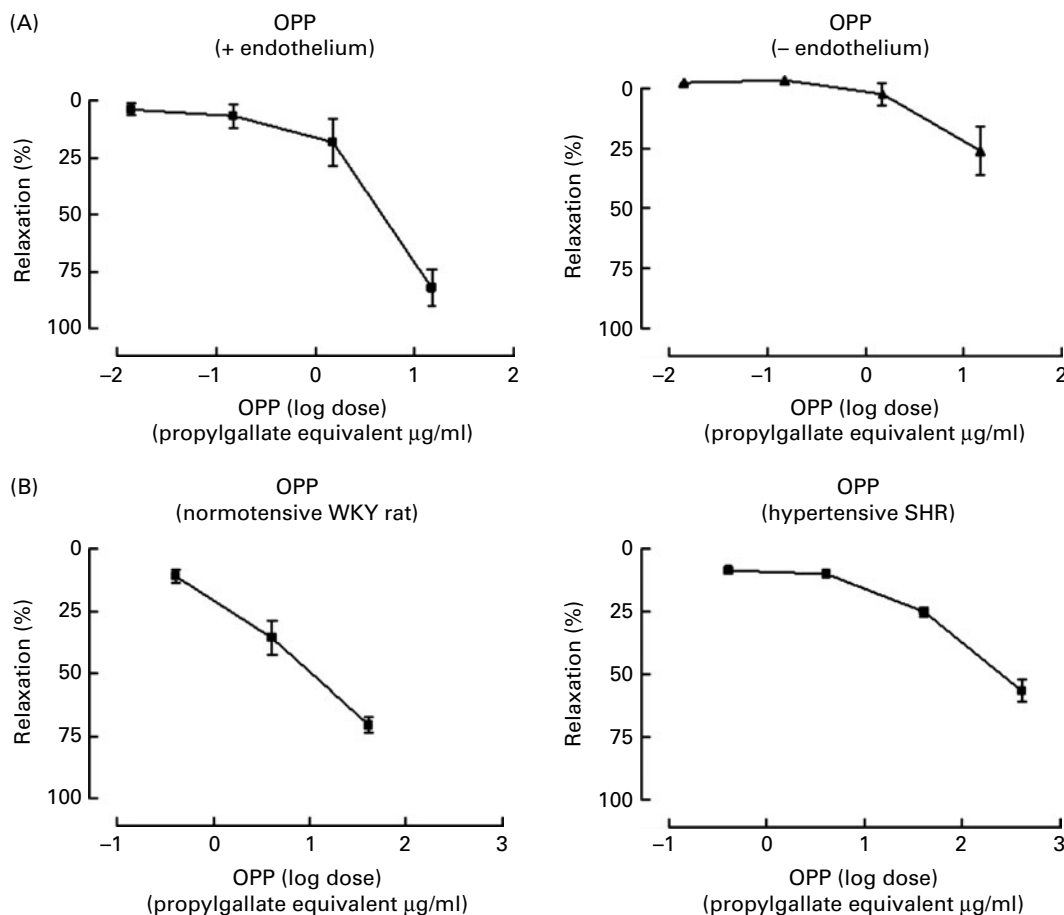 (A)
OPP
(+ endothelium)
0
25
50
75
100
Relaxation (%)
−2
−1
0
1
2
OPP (log dose)
(propylgallate equivalent μg/ml)
OPP
(− endothelium)
0
25
50
75
100
Relaxation (%)
−2
−1
0
1
2
OPP (log dose)
(propylgallate equivalent μg/ml)
(B)
OPP
(normotensive WKY rat)
0
25
50
75
100
Relaxation (%)
−1
0
1
2
3
OPP (log dose)
(propylgallate equivalent μg/ml)
OPP
(hypertensive SHR)
0
25
50
75
100
Relaxation (%)
−1
0
1
2
3
OPP (log dose)
(propylgallate equivalent μg/ml)